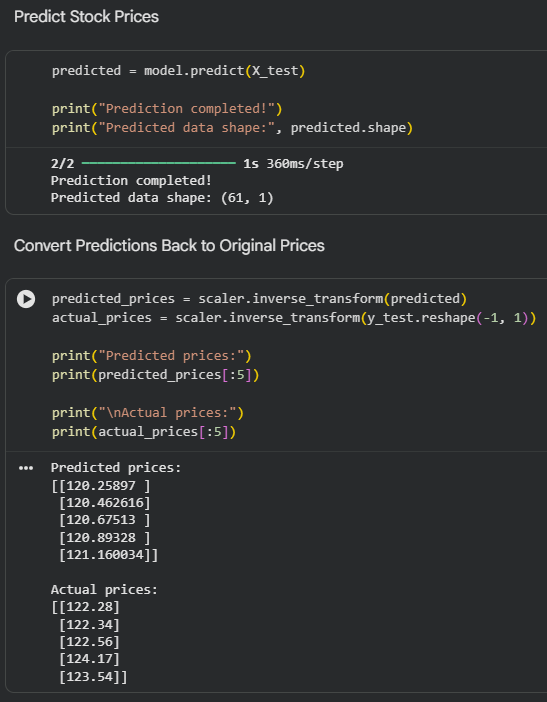 Predict Stock Prices
predicted = model.predict(X_test)
print("Prediction completed!")
print("Predicted data shape:", predicted.shape)
2/2 ━━━━━━━━━━━━━━━━━━━━ 1s 360ms/step
Prediction completed!
Predicted data shape: (61, 1)
Convert Predictions Back to Original Prices
predicted_prices = scaler.inverse_transform(predicted)
actual_prices = scaler.inverse_transform(y_test.reshape(-1, 1))
print("Predicted prices:")
print(predicted_prices[:5])
print("\nActual prices:")
print(actual_prices[:5])
Predicted prices:
[[120.25897 ]
 [120.462616]
 [120.67513 ]
 [120.89328 ]
 [121.160034]]
Actual prices:
[[122.28]
 [122.34]
 [122.56]
 [124.17]
 [123.54]]